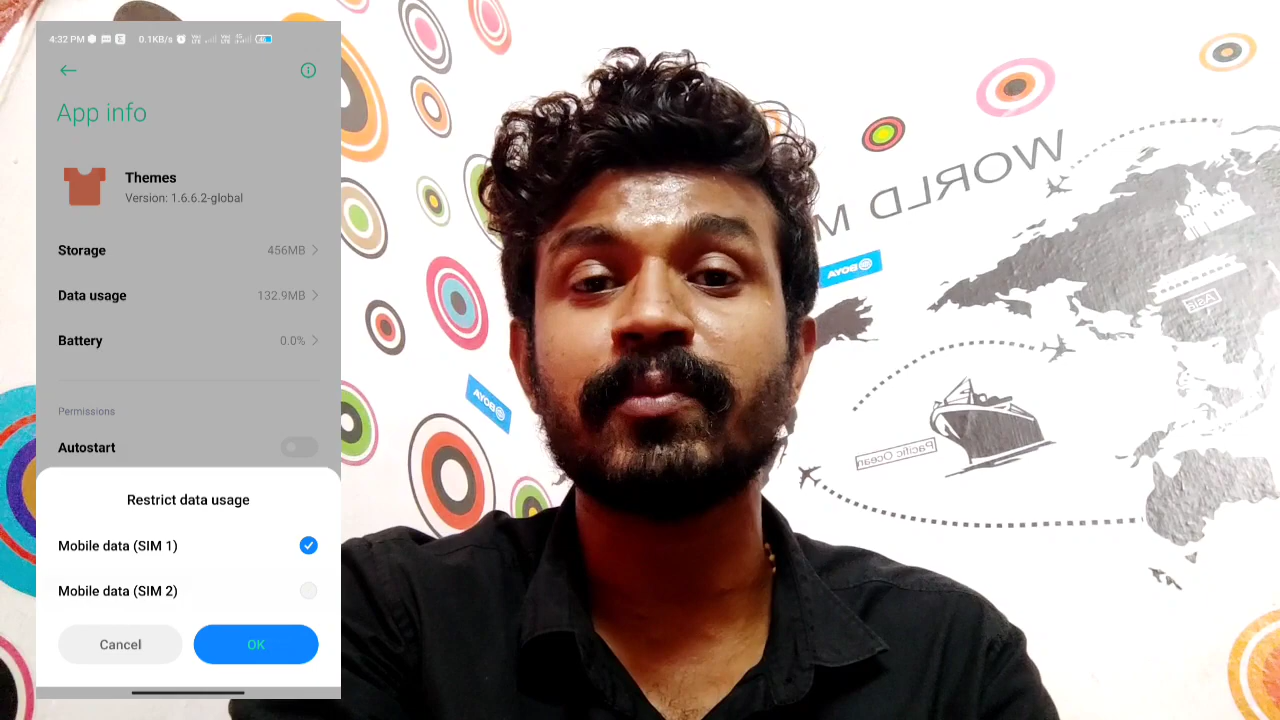 4:32 PM 0.1KB/s
App info
Themes
Version: 1.6.6.2-global
Storage 456MB
Data usage 132.9MB
Battery 0.0%
Permissions
Autostart
Restrict data usage
Mobile data (SIM 1)
Mobile data (SIM 2)
Cancel OK
WORLD M
BOYA
Asia
BOYA
Pacific Ocean